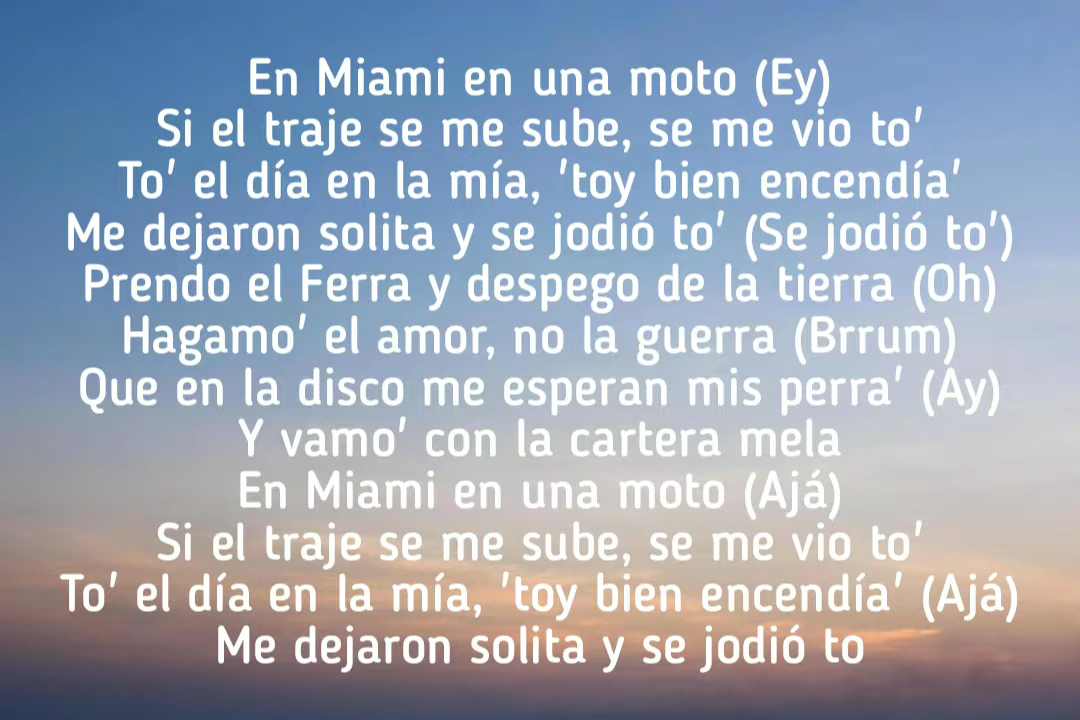 En Miami en una moto (Ey)
Si el traje se me sube, se me vio to'
To' el día en la mía, 'toy bien encendía'
Me dejaron solita y se jodió to' (Se jodió to')
Prendo el Ferra y despego de la tierra (Oh)
Hagamo' el amor, no la guerra (Brrum)
Que en la disco me esperan mis perra' (Ay)
Y vamo' con la cartera mela
En Miami en una moto (Ajá)
Si el traje se me sube, se me vio to'
To' el día en la mía, 'toy bien encendía' (Ajá)
Me dejaron solita y se jodió to